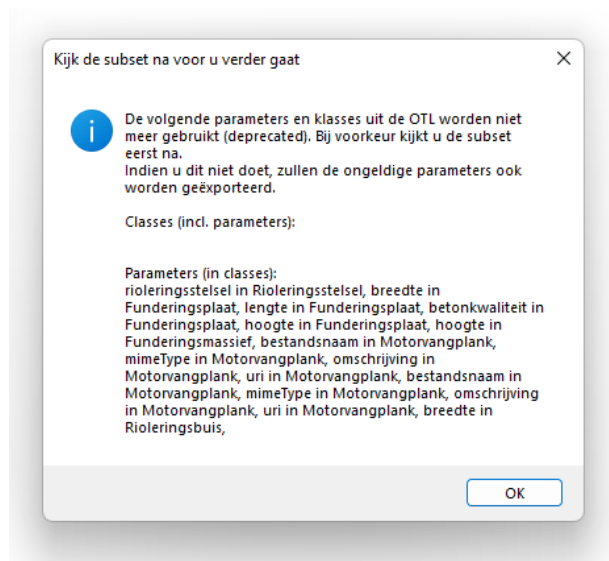 Kijk de subset na voor u verder gaat
De volgende parameters en klasses uit de OTL worden niet
meer gebruikt (deprecated). Bij voorkeur kijkt u de subset
eerst na.
Indien u dit niet doet, zullen de ongeldige parameters ook
worden geëxporteerd.
Classes (incl. parameters):
Parameters (in classes):
rioleringsstelsel in Rioleringsstelsel, breedte in
Funderingsplaat, lengte in Funderingsplaat, betonkwaliteit in
Funderingsplaat, hoogte in Funderingsplaat, hoogte in
Funderingsmassief, bestandsnaam in Motorvangplank,
mimeType in Motorvangplank, omschrijving in
Motorvangplank, uri in Motorvangplank, bestandsnaam in
Motorvangplank, mimeType in Motorvangplank, omschrijving
in Motorvangplank, uri in Motorvangplank, breedte in
Rioleringsbuis,
OK